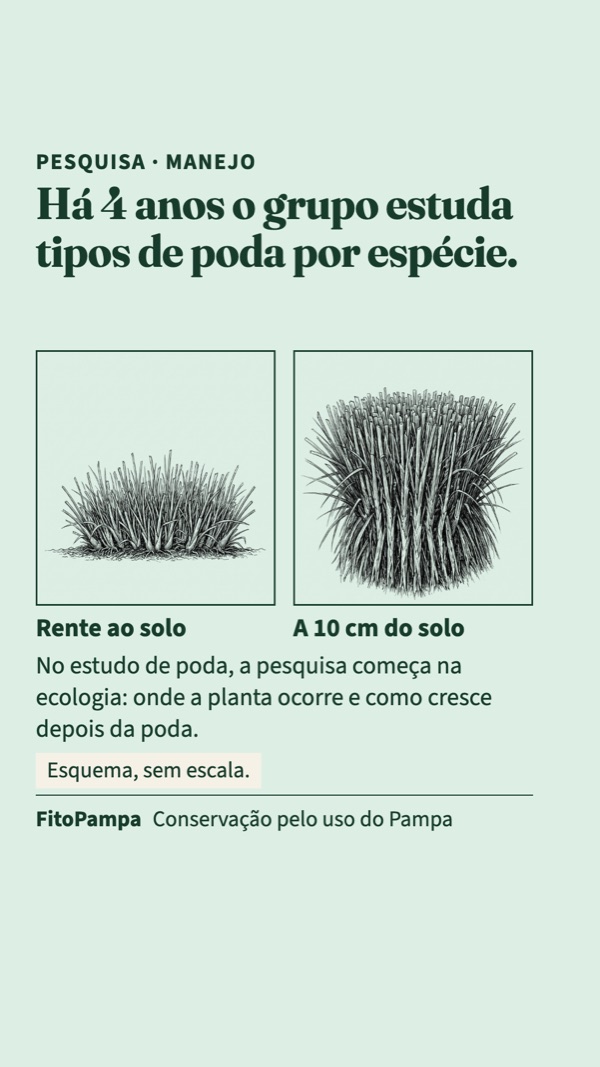 PESQUISA · MANEJO
Há 4 anos o grupo estuda
tipos de poda por espécie.
Rente ao solo
A 10 cm do solo
No estudo de poda, a pesquisa começa na
ecologia: onde a planta ocorre e como cresce
depois da poda.
Esquema, sem escala.
FitoPampa Conservação pelo uso do Pampa